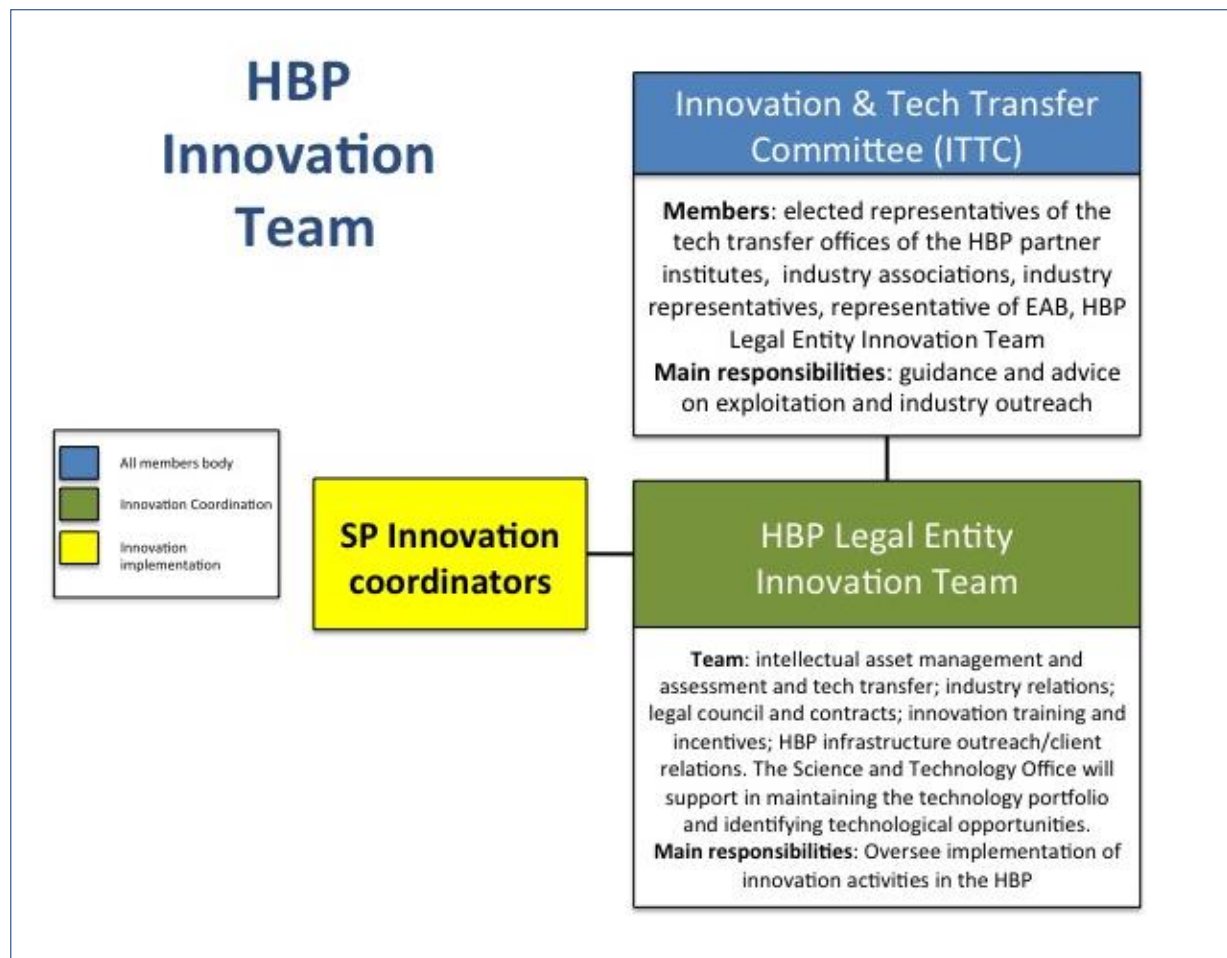 HBP
Innovation
Team
Innovation & Tech Transfer
Committee (ITTC)
Members: elected representatives of the
tech transfer offices of the HBP partner
institutes, industry associations, industry
representatives, representative of EAB, HBP
Legal Entity Innovation Team
Main responsibilities: guidance and advice
on exploitation and industry outreach
All members body
Innovation Coordination
Innovation
implementation
SP Innovation
coordinators
HBP Legal Entity
Innovation Team
Team: intellectual asset management and
assessment and tech transfer; industry relations;
legal council and contracts; innovation training and
incentives; HBP infrastructure outreach/client
relations. The Science and Technology Office will
support in maintaining the technology portfolio
and identifying technological opportunities.
Main responsibilities: Oversee implementation of
innovation activities in the HBP